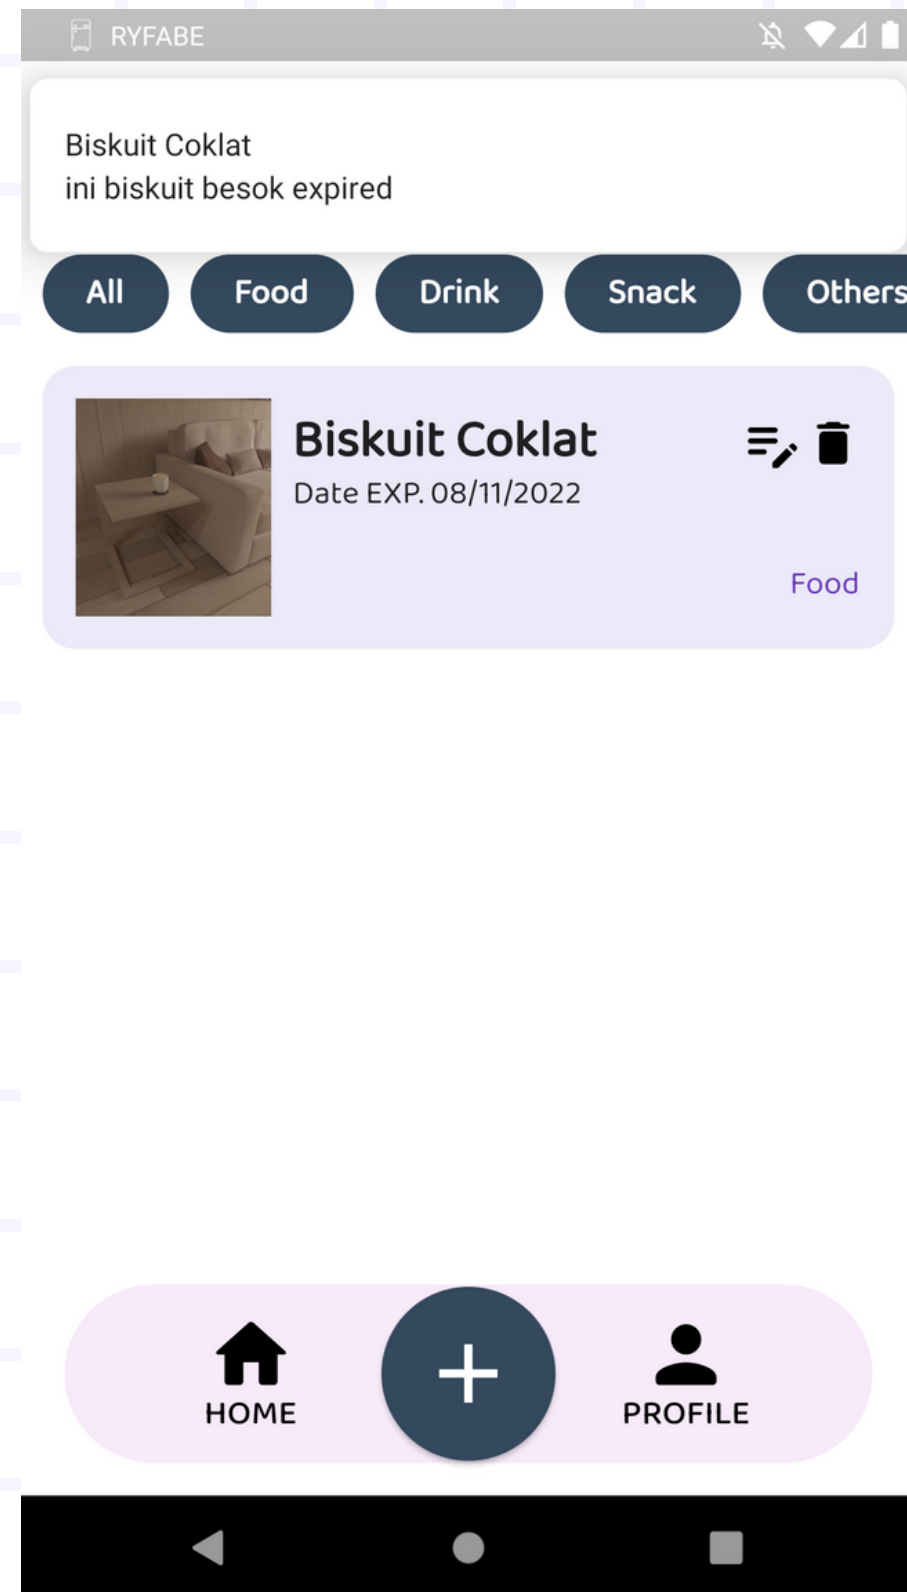 RYFABE
Biskuit Coklat
ini biskuit besok expired
All Food Drink Snack Others
Biskuit Coklat
Date EXP. 08/11/2022
Food
HOME
PROFILE